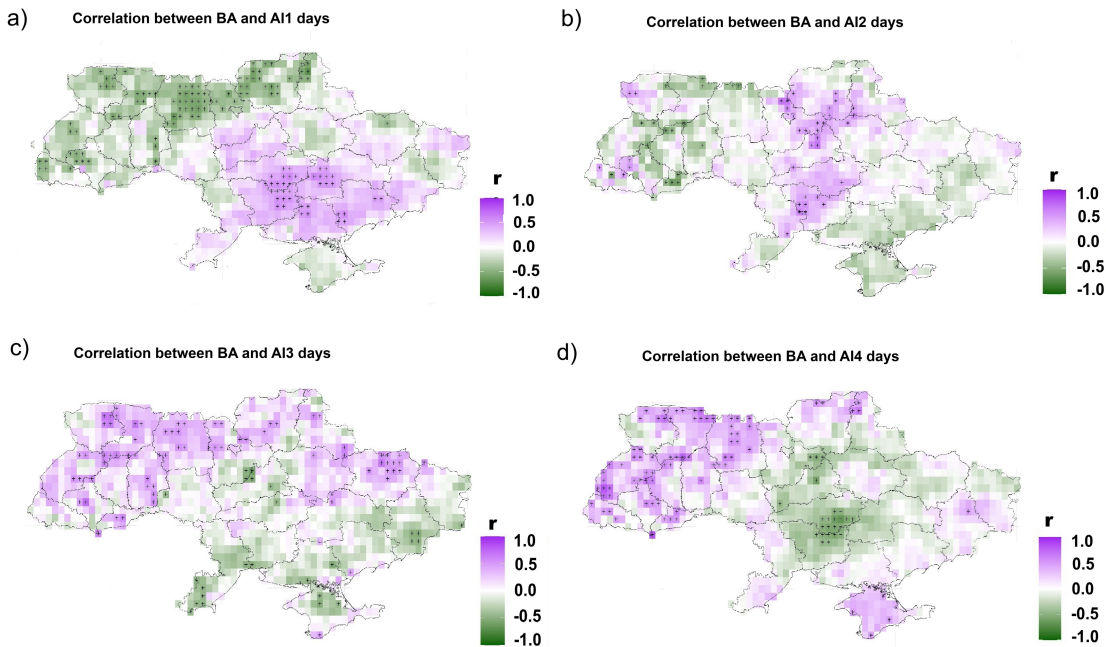 a)
Correlation between BA and AI1 days
r
1.0
0.5
0.0
-0.5
-1.0
b)
Correlation between BA and AI2 days
r
1.0
0.5
0.0
-0.5
-1.0
c)
Correlation between BA and AI3 days
r
1.0
0.5
0.0
-0.5
-1.0
d)
Correlation between BA and AI4 days
r
1.0
0.5
0.0
-0.5
-1.0